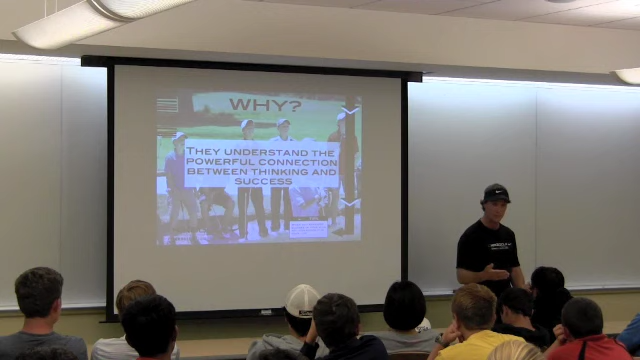 WHY?
THEY UNDERSTAND THE
POWERFUL CONNECTION
BETWEEN THINKING AND
SUCCESS